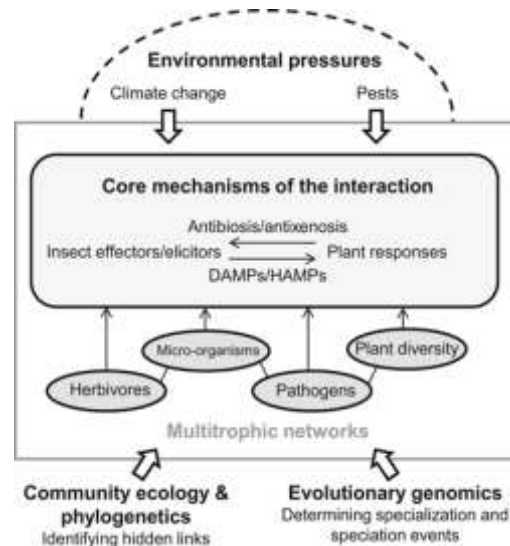 Environmental pressures
Climate change
Pests
Core mechanisms of the interaction
Antibiosis/antixenosis
Insect effectors/elicitors
Plant responses
DAMPs/HAMPs
Micro-organisms
Plant diversity
Herbivores
Pathogens
Multitrophic networks
Community ecology &
phylogenetics
Identifying hidden links
Evolutionary genomics
Determining specialization and
speciation events